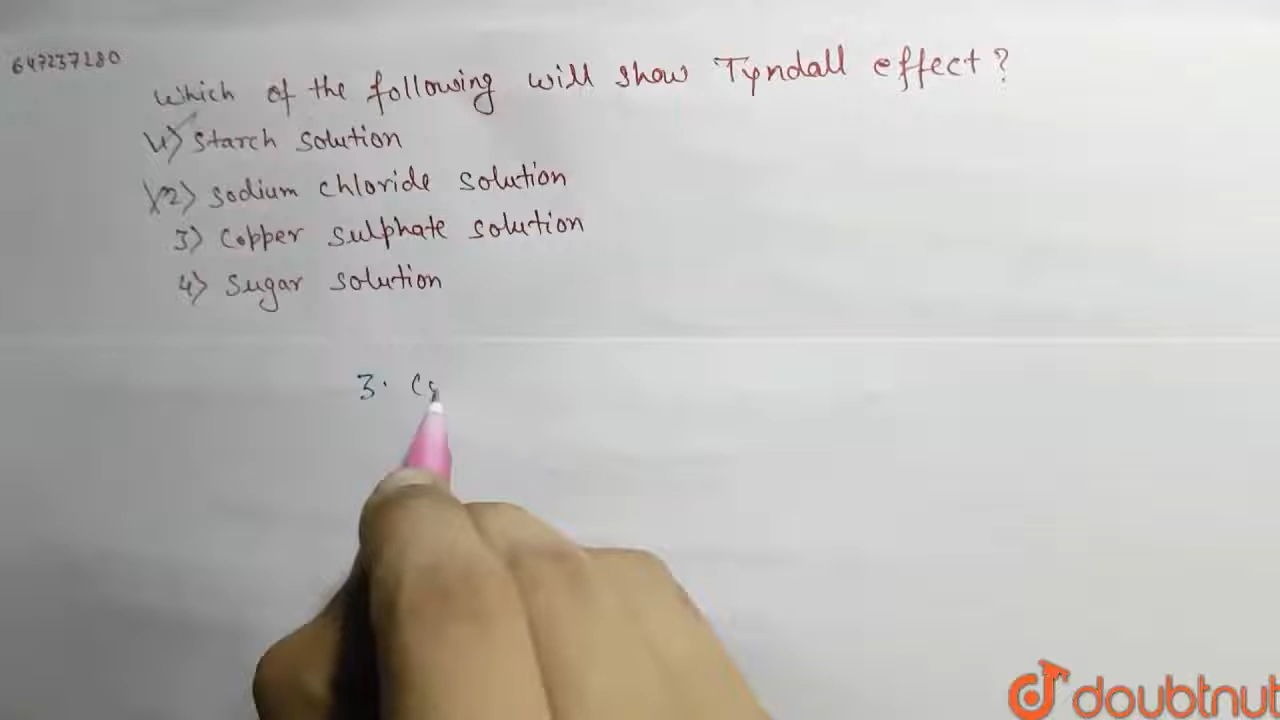 647237280
Which of the following will show Tyndall effect?
1) Starch solution
2) Sodium chloride solution
3) Copper sulphate solution
4) Sugar solution
3.
doubtnut